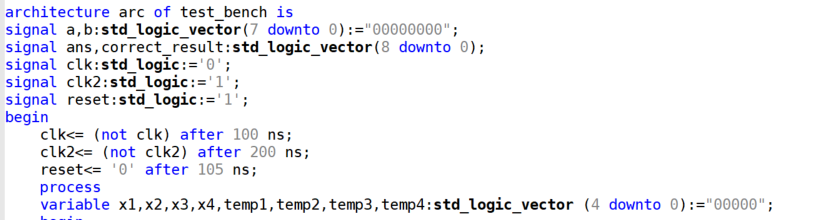 architecture arc of test_bench is
signal a,b:std_logic_vector(7 downto 0):="00000000";
signal ans,correct_result:std_logic_vector(8 downto 0);
signal clk:std_logic:='0';
signal clk2:std_logic:='1';
signal reset:std_logic:='1';
begin
    clk<= (not clk) after 100 ns;
    clk2<= (not clk2) after 200 ns;
    reset<= '0' after 105 ns;
    process
    variable x1,x2,x3,x4,temp1,temp2,temp3,temp4:std_logic_vector (4 downto 0):="00000";